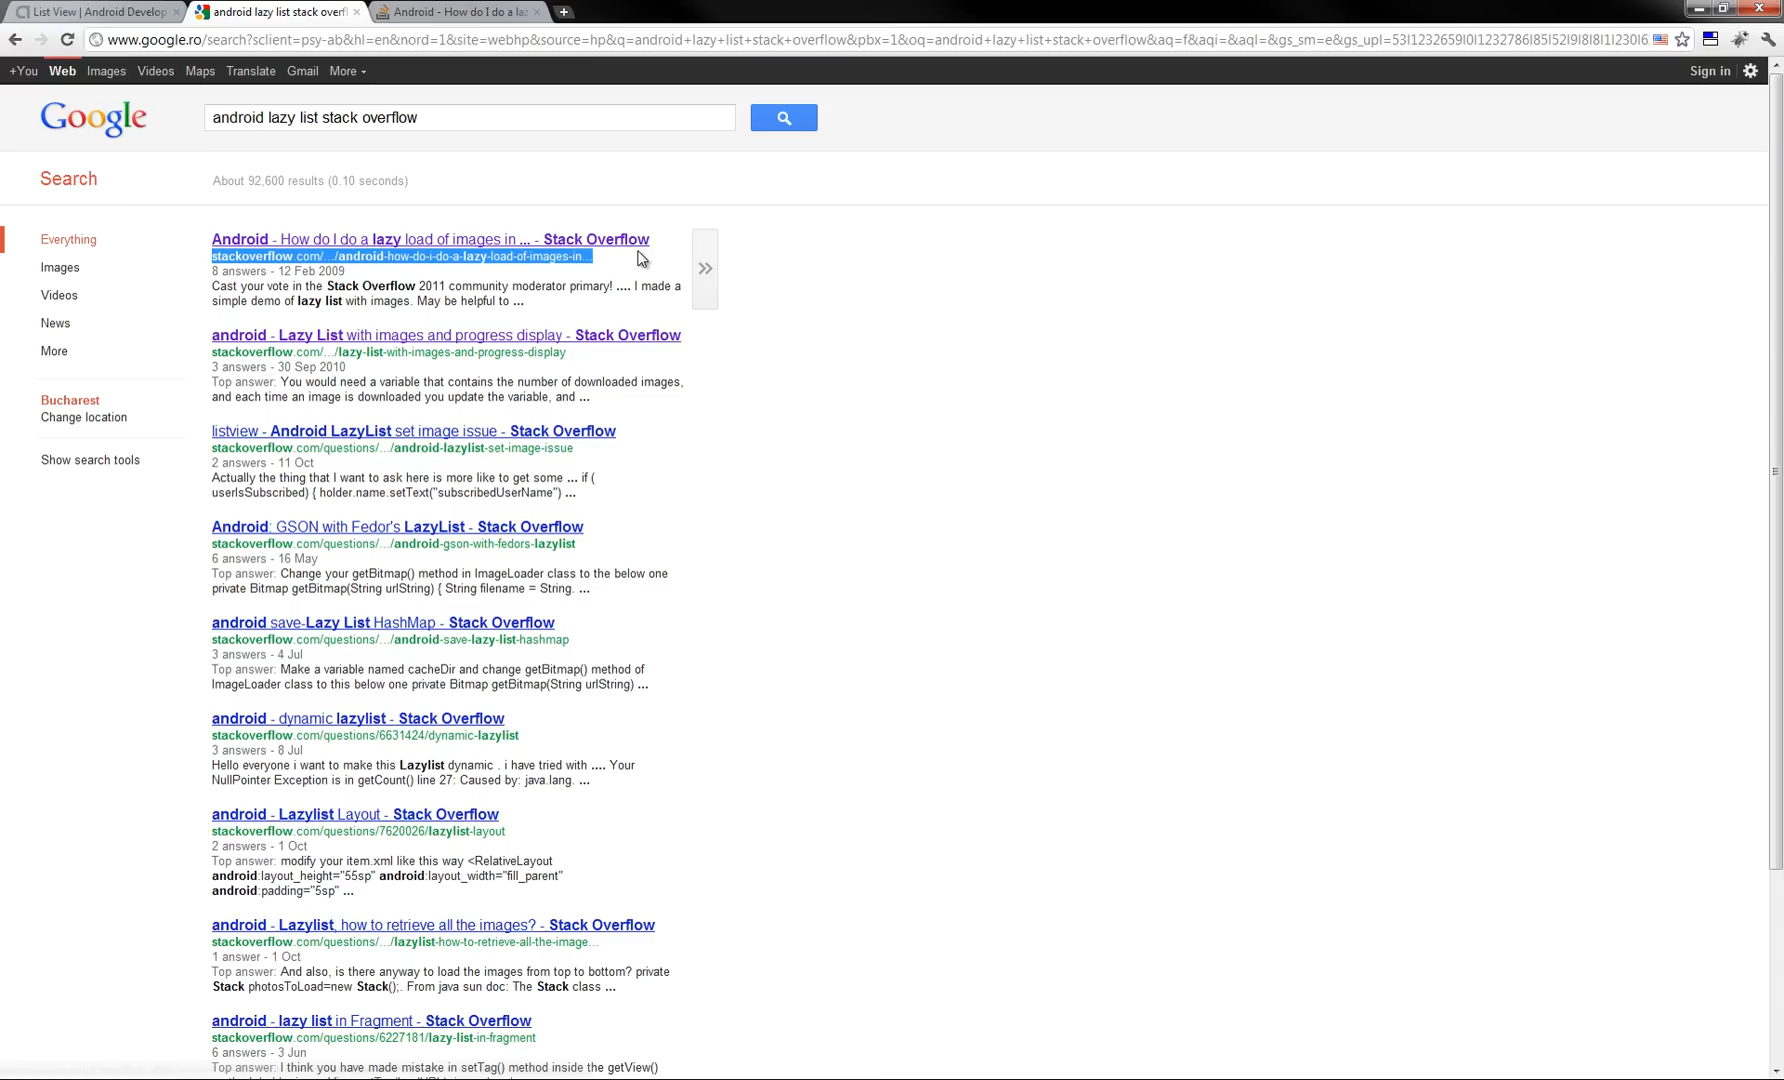 List View | Android Develop
android lazy list stack overfl
Android - How do I do a laz
www.google.ro/search?sclient=psy-ab&hl=en&nord=1&site=webhp&source=hp&q=android+lazy+list+stack+overflow&pbx=1&oq=android+lazy+list+stack+overflow&aq=f&aqi=&aql=&gs_sm=e&gs_upl=53l1232659l0l1232786l85l52l9l8l8l1l230l6
+You Web Images Videos Maps Translate Gmail More
Sign in
Google
android lazy list stack overflow
Search
About 92,600 results (0.10 seconds)
Everything
Images
Videos
News
More
Bucharest
Change location
Show search tools
Android - How do I do a lazy load of images in ... - Stack Overflow
stackoverflow.com/.../android-how-do-i-do-a-lazy-load-of-images-in...
8 answers - 12 Feb 2009
Cast your vote in the Stack Overflow 2011 community moderator primary! .... I made a
simple demo of lazy list with images. May be helpful to ...
android - Lazy List with images and progress display - Stack Overflow
stackoverflow.com/.../lazy-list-with-images-and-progress-display
3 answers - 30 Sep 2010
Top answer: You would need a variable that contains the number of downloaded images,
and each time an image is downloaded you update the variable, and ...
listview - Android LazyList set image issue - Stack Overflow
stackoverflow.com/questions/.../android-lazylist-set-image-issue
2 answers - 11 Oct
Actually the thing that I want to ask here is more like to get some ... if (
userIsSubscribed) { holder.name.setText("subscribedUserName") ...
Android: GSON with Fedor's LazyList - Stack Overflow
stackoverflow.com/questions/.../android-gson-with-fedors-lazylist
6 answers - 16 May
Top answer: Change your getBitmap() method in ImageLoader class to the below one
private Bitmap getBitmap(String urlString) { String filename = String. ...
android save-Lazy List HashMap - Stack Overflow
stackoverflow.com/questions/.../android-save-lazy-list-hashmap
3 answers - 4 Jul
Top answer: Make a variable named cacheDir and change getBitmap() method of
ImageLoader class to this below one private Bitmap getBitmap(String urlString) ...
android - dynamic lazylist - Stack Overflow
stackoverflow.com/questions/6631424/dynamic-lazylist
3 answers - 8 Jul
Hello everyone i want to make this Lazylist dynamic . i have tried with .... Your
NullPointer Exception is in getCount() line 27: Caused by: java.lang. ...
android - Lazylist Layout - Stack Overflow
stackoverflow.com/questions/7620026/lazylist-layout
2 answers - 1 Oct
Top answer: modify your item.xml like this way <RelativeLayout
android:layout_height="55sp" android:layout_width="fill_parent"
android:padding="5sp" ...
android - Lazylist, how to retrieve all the images? - Stack Overflow
stackoverflow.com/questions/.../lazylist-how-to-retrieve-all-the-image...
1 answer - 1 Oct
Top answer: And also, is there anyway to load the images from top to bottom? private
Stack photosToLoad=new Stack();. From java sun doc: The Stack class ...
android - lazy list in Fragment - Stack Overflow
stackoverflow.com/questions/6227181/lazy-list-in-fragment
6 answers - 3 Jun
Top answer: I think you have made mistake in setTag() method inside the getView()